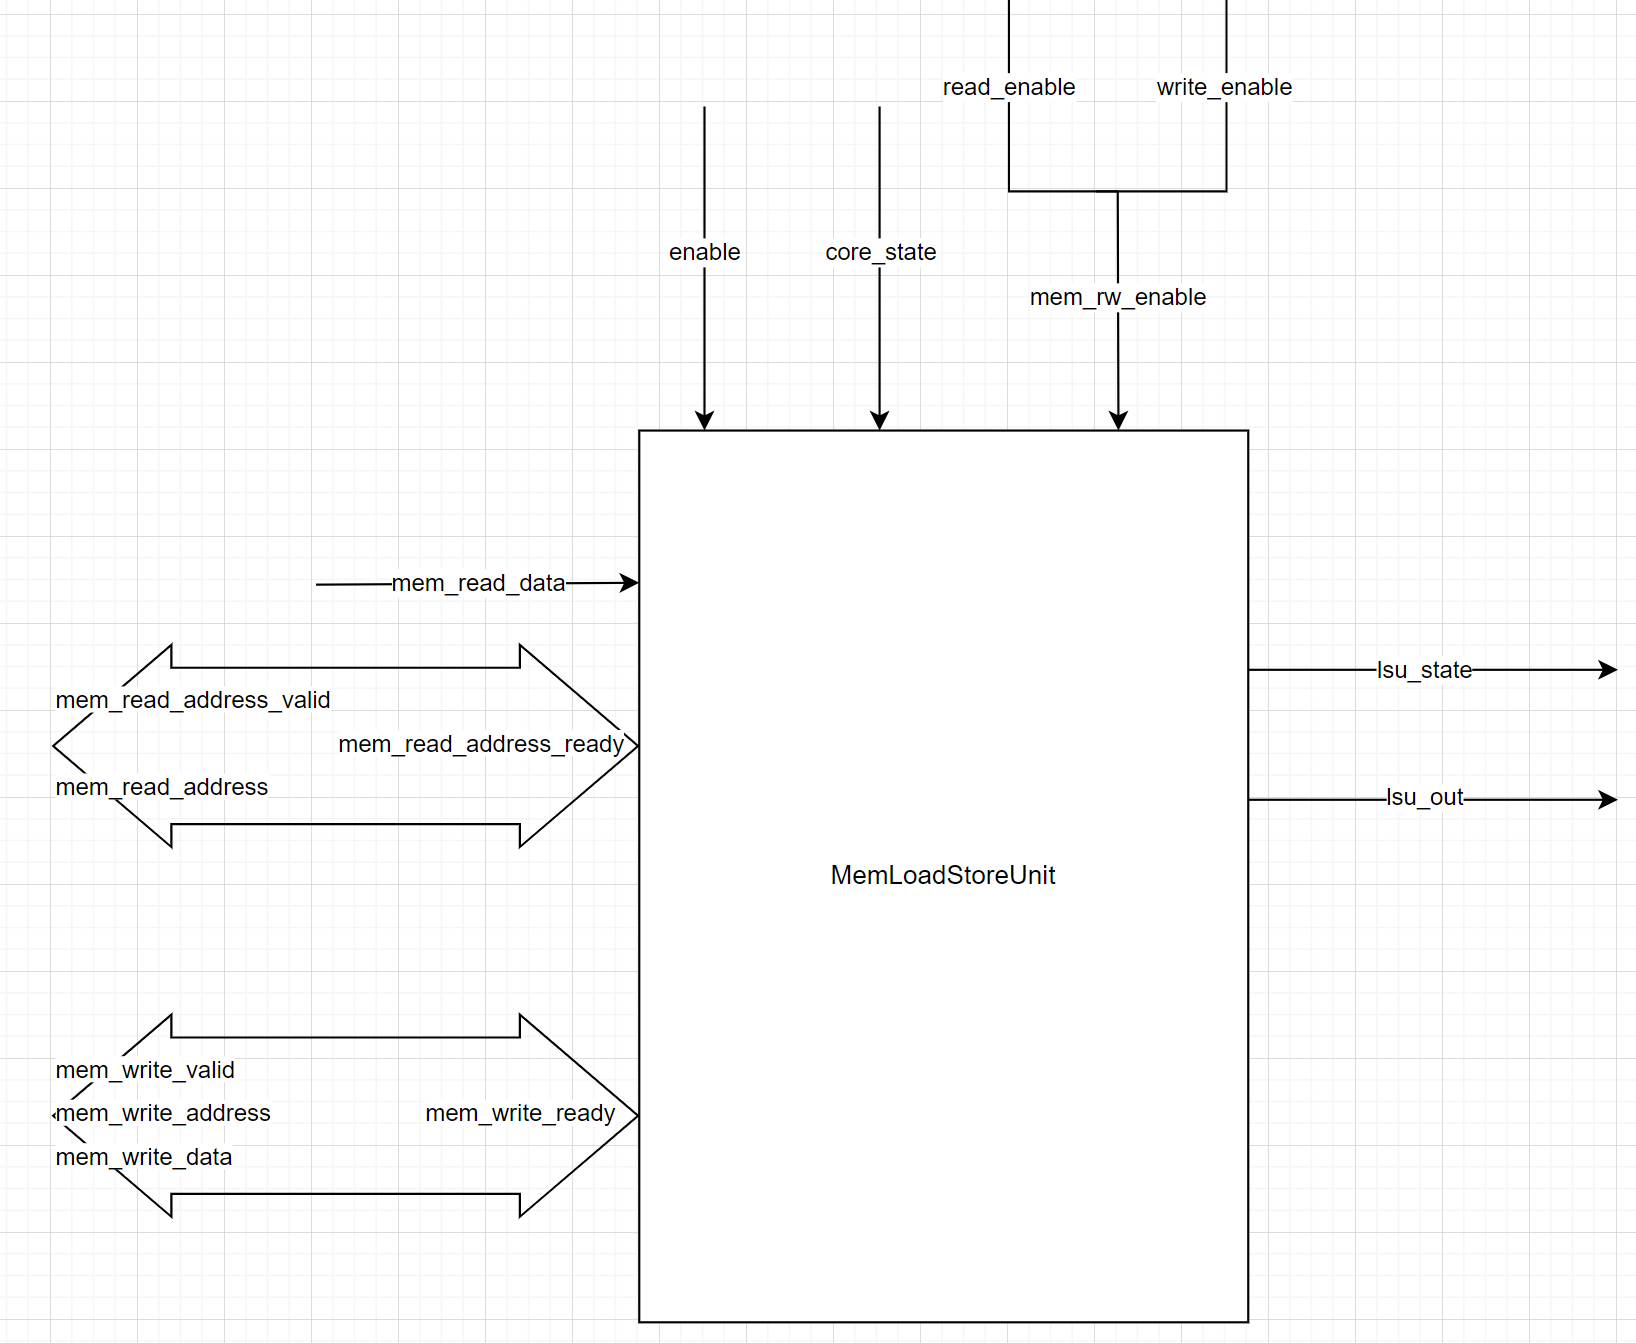 read_enable
write_enable
enable
core_state
mem_rw_enable
mem_read_data
lsu_state
mem_read_address_valid
mem_read_address_ready
mem_read_address
lsu_out
MemLoadStoreUnit
mem_write_valid
mem_write_address
mem_write_ready
mem_write_data